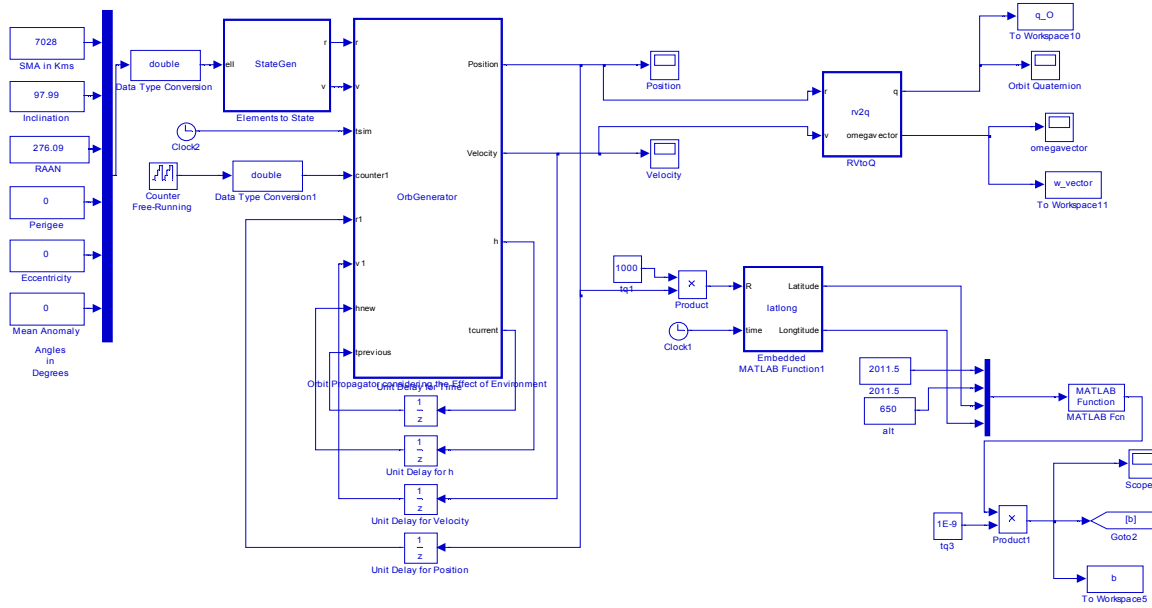 7028
SMA in Kms
97.99
Inclination
276.09
RAAN
0
Perigee
0
Eccentricity
0
Mean Anomaly
Angles
in
Degrees
double
Data Type Conversion
ell
StateGen
r
v
Elements to State
Clock2
Counter
Free-Running
double
Data Type Conversion1
r
v
tsim
counter1
r1
v1
hnew
tprevious
OrbGenerator
Position
Velocity
h
tcurrent
Orbit Propagator considering the Effect of Environment
Unit Delay for Time
1
z
Unit Delay for h
1
z
Unit Delay for Velocity
1
z
Unit Delay for Position
1
z
Position
Velocity
r
v
rv2q
q
omegavector
RVtoQ
q_O
To Workspace10
Orbit Quaternion
omegavector
w_vector
To Workspace11
1000
tq1
×
Product
Clock1
R
time
latlong
Latitude
Longtitude
Embedded
MATLAB Function1
2011.5
2011.5
650
alt
MATLAB
Function
MATLAB Fcn
Scope
1E-9
tq3
×
Product1
[b]
Goto2
b
To Workspace5